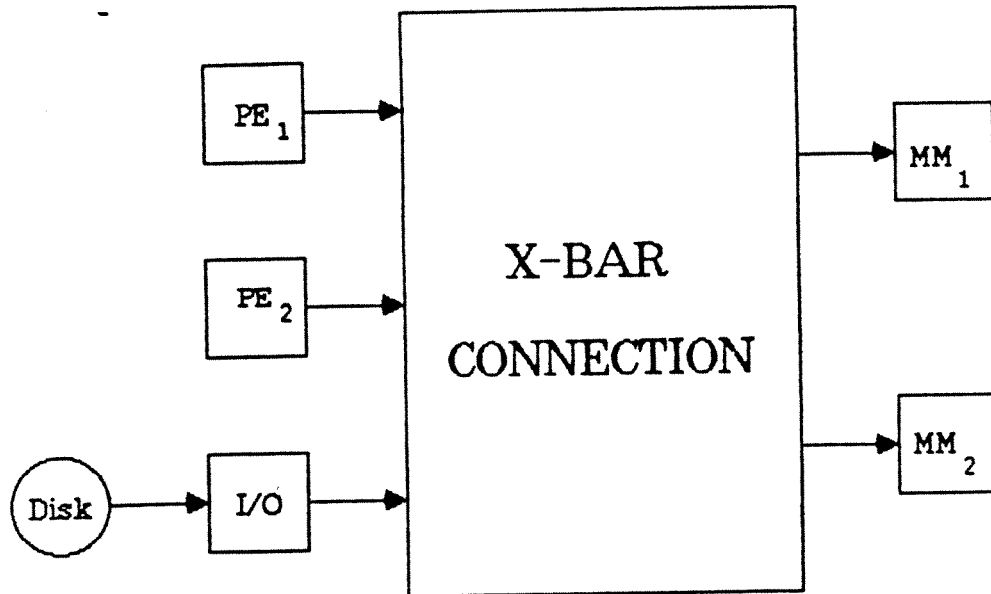 PE1
MM1
PE2
X-BAR
CONNECTION
MM2
Disk
I/O